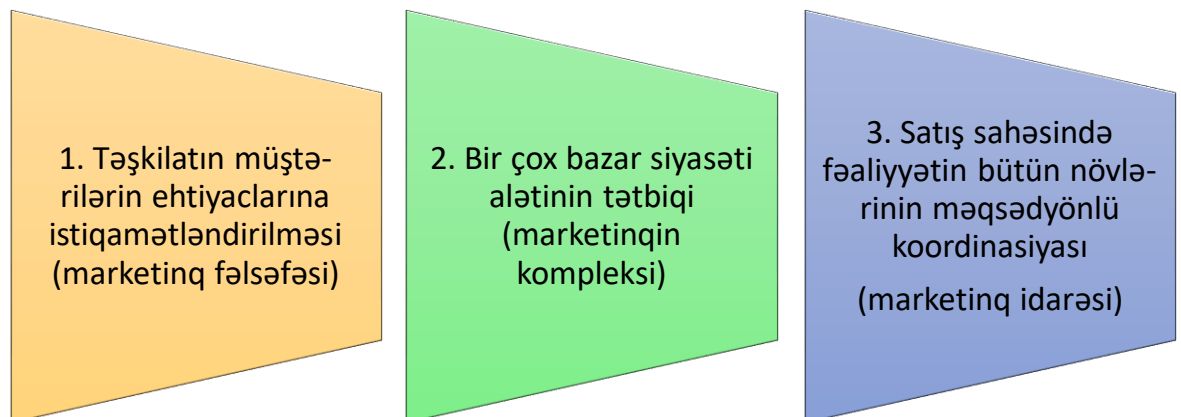 1. Təşkilatın müştə-
rilərin ehtiyaclarına
istiqamətləndirilməsi
(marketinq fəlsəfəsi)
2. Bir çox bazar siyasəti
alətinin tətbiqi
(marketinqin
kompleksi)
3. Satış sahəsində
fəaliyyətin bütün növlə-
rinin məqsədyönlü
koordinasiyası
(marketinq idarəsi)